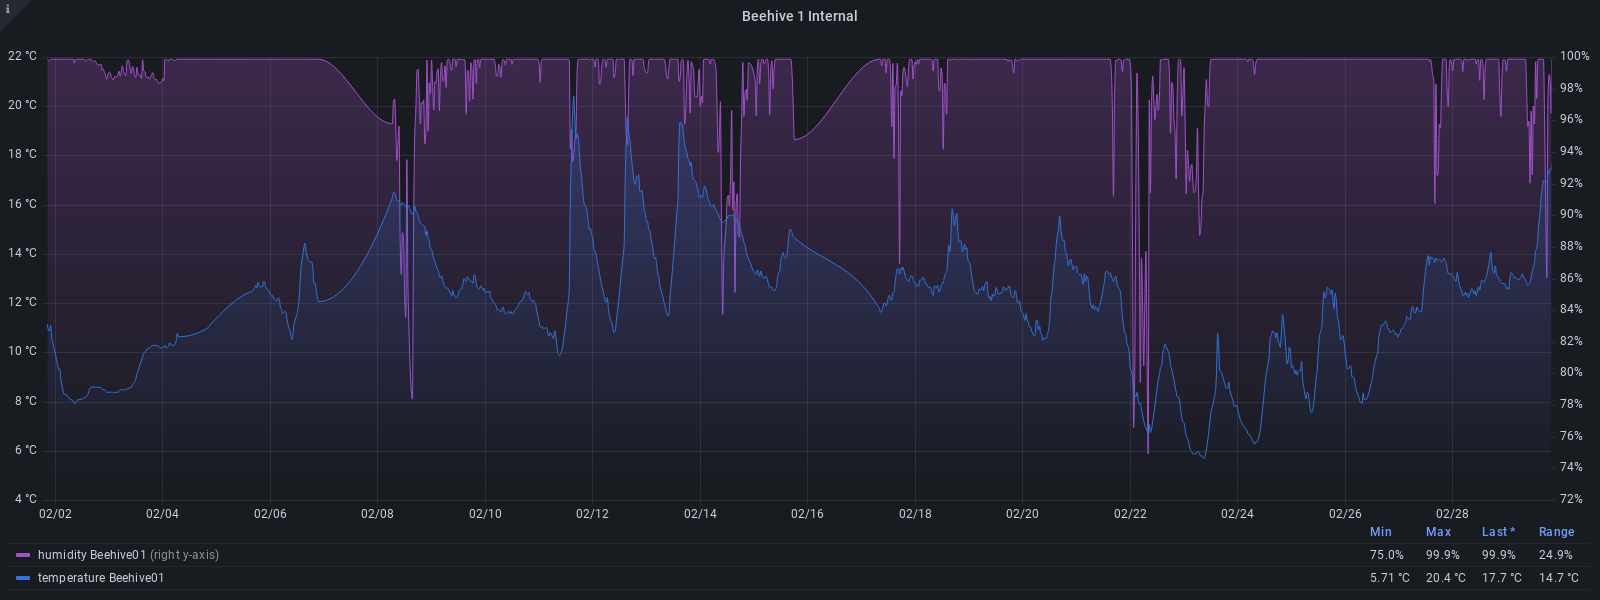 i
Beehive 1 Internal
22 °C
20 °C
18 °C
16 °C
14 °C
12 °C
10 °C
8 °C
6 °C
4 °C
100%
98%
96%
94%
92%
90%
88%
86%
84%
82%
80%
78%
76%
74%
72%
02/02 02/04 02/06 02/08 02/10 02/12 02/14 02/16 02/18 02/20 02/22 02/24 02/26 02/28
Min Max Last * Range
humidity Beehive01 (right y-axis) 75.0% 99.9% 99.9% 24.9%
temperature Beehive01 5.71 °C 20.4 °C 17.7 °C 14.7 °C